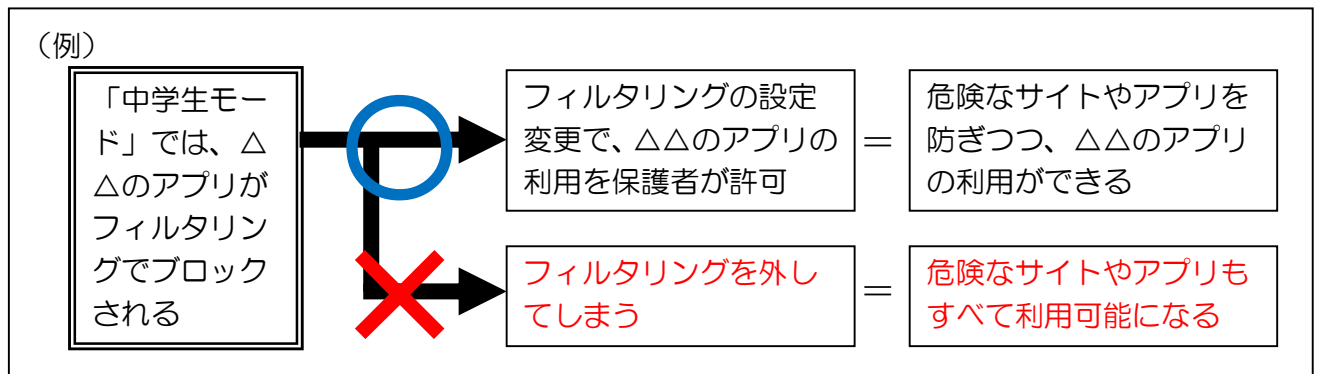 （例）
「中学生モー
ド」では、△
△のアプリが
フィルタリン
グでブロック
される
フィルタリングの設定
変更で、△△のアプリの
利用を保護者が許可
＝
危険なサイトやアプリを
防ぎつつ、△△のアプリ
の利用ができる
フィルタリングを外し
てしまう
＝
危険なサイトやアプリも
すべて利用可能になる